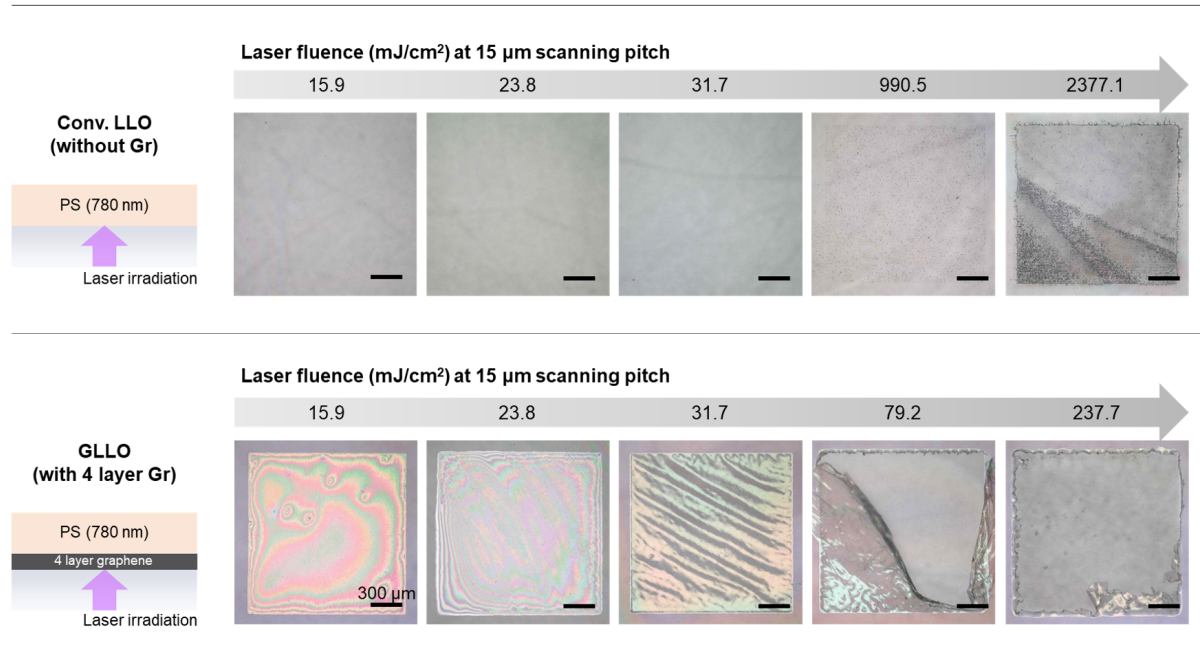 Laser fluence (mJ/cm²) at 15 µm scanning pitch
15.9 23.8 31.7 990.5 2377.1
Conv. LLO
(without Gr)
PS (780 nm)
Laser irradiation
Laser fluence (mJ/cm²) at 15 µm scanning pitch
15.9 23.8 31.7 79.2 237.7
GLLO
(with 4 layer Gr)
PS (780 nm)
4 layer graphene
Laser irradiation
300 µm